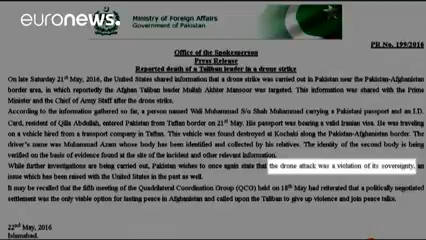 euronews.
Ministry of Foreign Affairs
Government of Pakistan
PR No. 199/2016
Office of the Spokesperson
Press Release
Reported death of a Taliban leader in a drone strike
On late Saturday 21st May, 2016, the United States shared information that a drone strike was carried out in Pakistan near the Pakistan-Afghanistan
border area, in which reportedly the Afghan Taliban leader Mullah Akhter Mansoor was targeted. This information was shared with the Prime
Minister and the Chief of Army Staff after the drone strike.
According to the information gathered so far, a person named Wali Muhammad S/o Shah Muhammad carrying a Pakistani passport and an I.D.
Card, resident of Qilla Abdullah, entered Pakistan from Taftan border on 21st May. His passport was bearing a valid Iranian visa. He was traveling
on a vehicle hired from a transport company in Taftan. This vehicle was found destroyed at Kochaki along the Pakistan-Afghanistan border. The
driver's name was Muhammad Azam whose body has been identified and collected by his relatives. The identity of the second body is being
verified on the basis of evidence found at the site of the incident and other relevant information.
While further investigations are being carried out, Pakistan wishes to once again state that the drone attack was a violation of its sovereignty, an
issue which has been raised with the United States in the past as well.
It may be recalled that the fifth meeting of the Quadrilateral Coordination Group (QCG) held on 18th May had reiterated that a politically negotiated
settlement was the only viable option for lasting peace in Afghanistan and called upon the Taliban to give up violence and join peace talks.
22nd May, 2016
Islamabad.